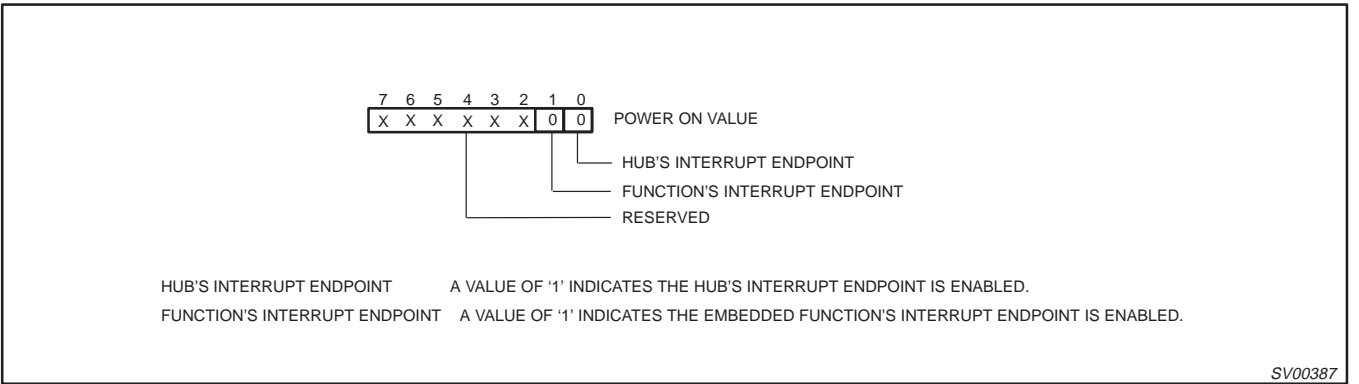 7 6 5 4 3 2 1 0
X X X X X X 0 0 POWER ON VALUE
HUB'S INTERRUPT ENDPOINT
FUNCTION'S INTERRUPT ENDPOINT
RESERVED
HUB'S INTERRUPT ENDPOINT A VALUE OF ‘1’ INDICATES THE HUB'S INTERRUPT ENDPOINT IS ENABLED.
FUNCTION'S INTERRUPT ENDPOINT A VALUE OF ‘1’ INDICATES THE EMBEDDED FUNCTION'S INTERRUPT ENDPOINT IS ENABLED.
SV00387